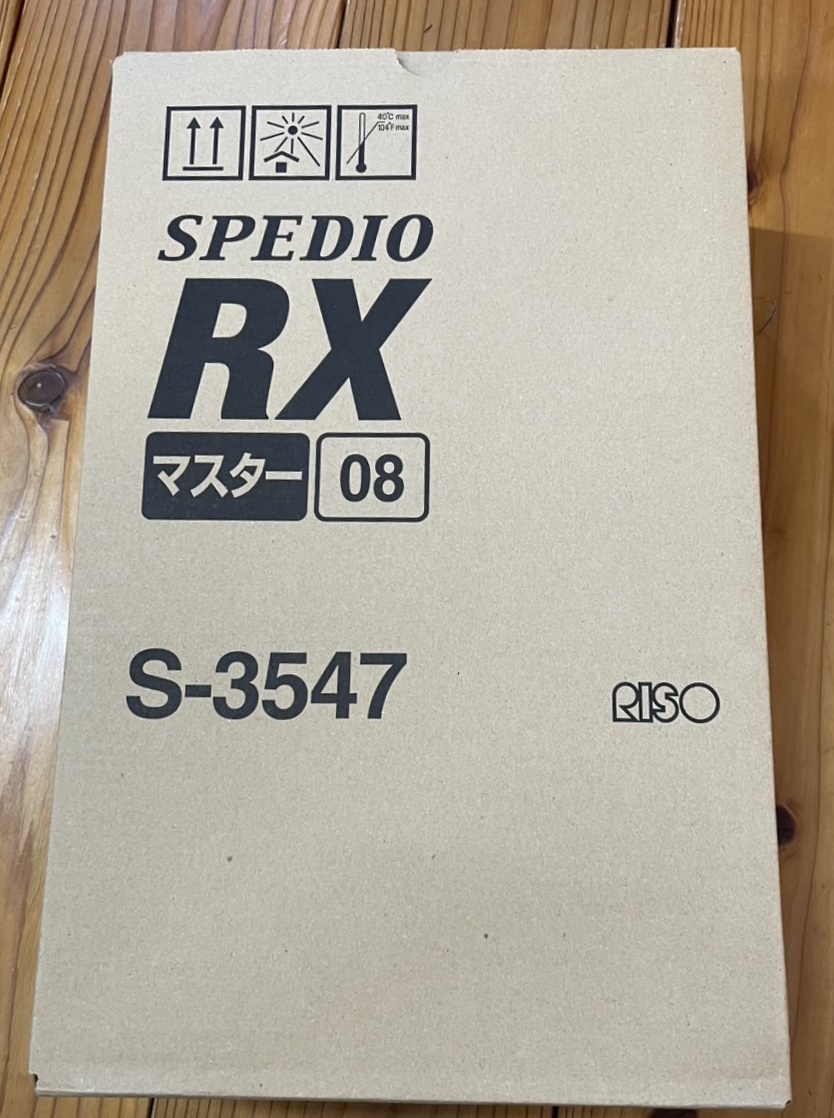 40℃ max
104°F max
SPEDIO
RX
マスター 08
S-3547
RISO